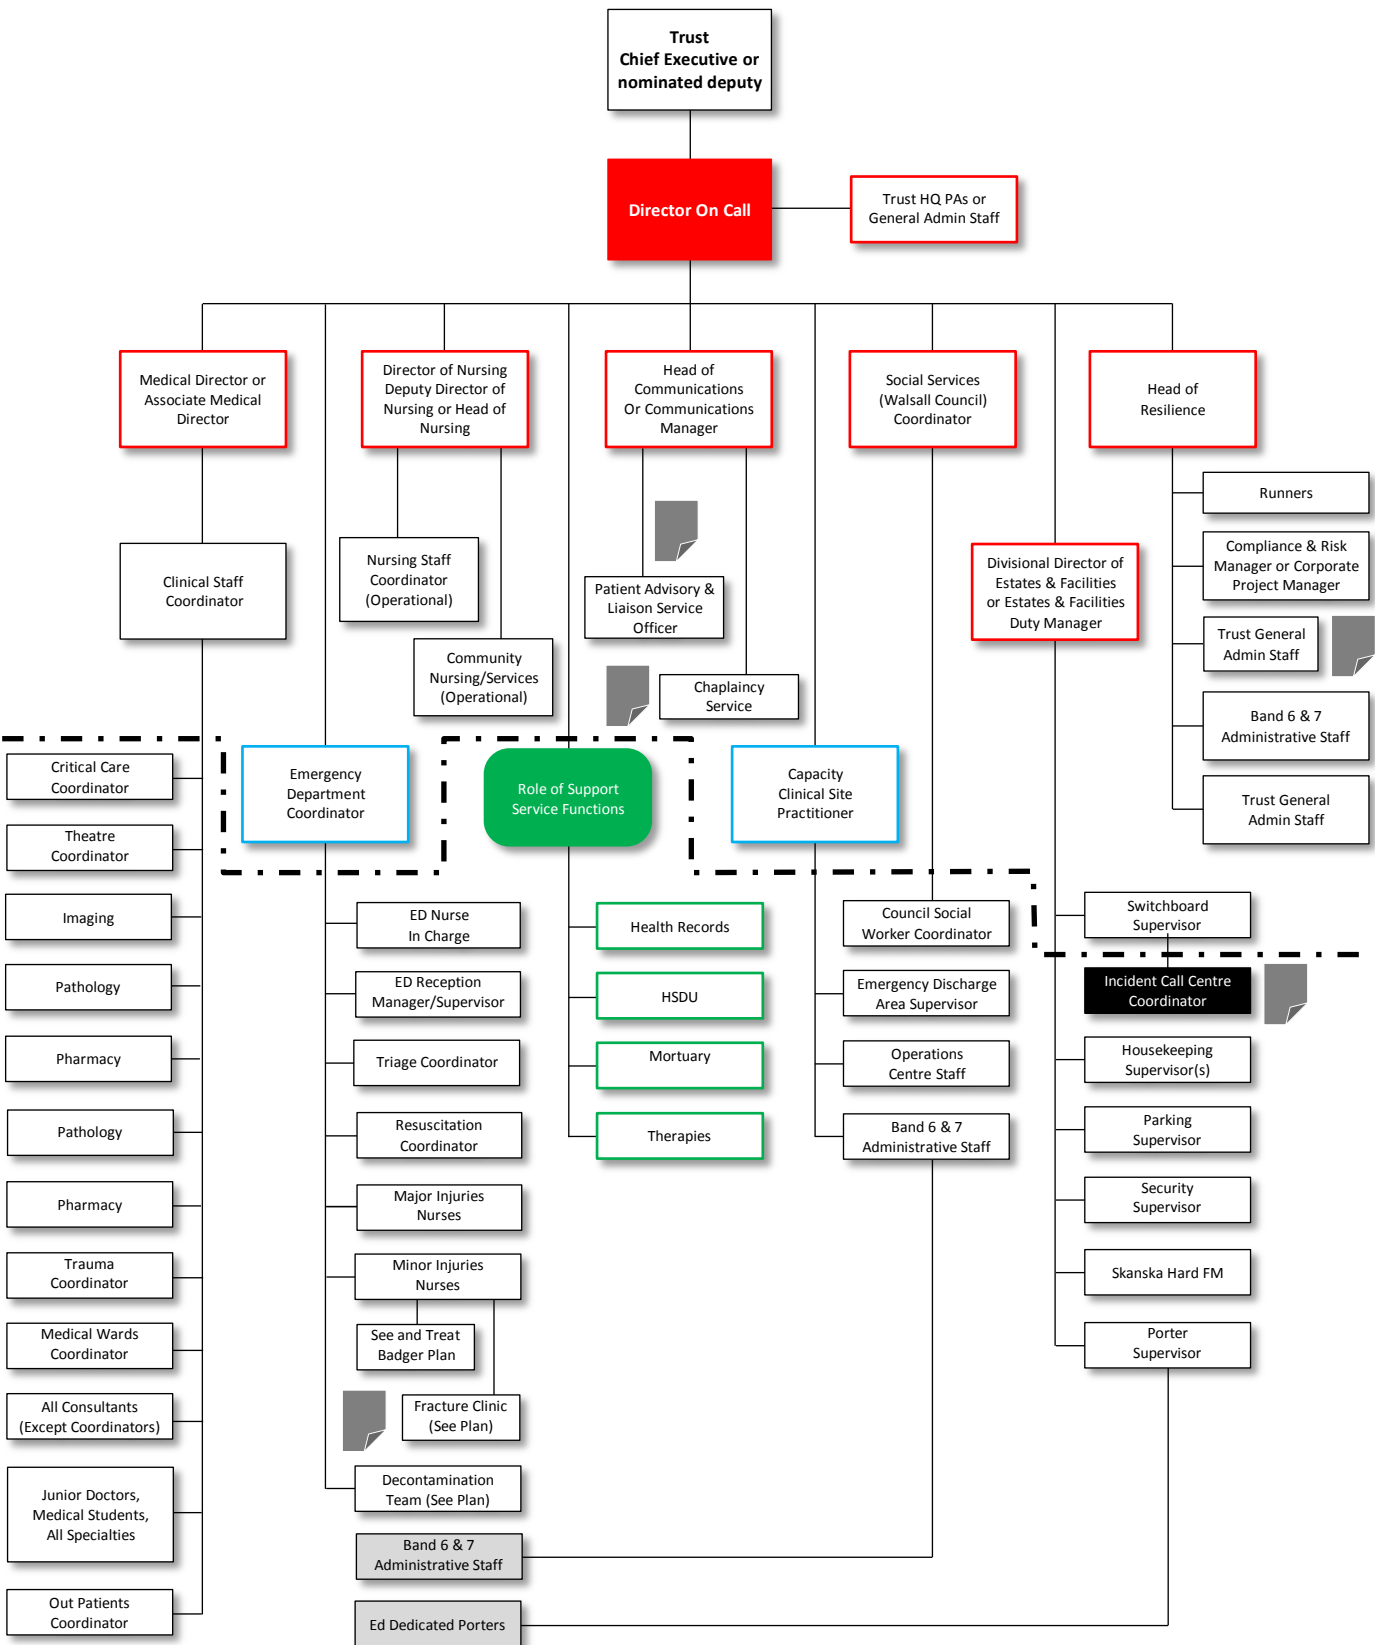 Trust
Chief Executive or
nominated deputy
Director On Call
Trust HQ PAs or
General Admin Staff
Medical Director or
Associate Medical
Director
Director of Nursing
Deputy Director of
Nursing or Head of
Nursing
Head of
Communications
Or Communications
Manager
Social Services
(Walsall Council)
Coordinator
Head of
Resilience
Runners
Compliance & Risk
Manager or Corporate
Project Manager
Trust General
Admin Staff
Band 6 & 7
Administrative Staff
Trust General
Admin Staff
Clinical Staff
Coordinator
Nursing Staff
Coordinator
(Operational)
Community
Nursing/Services
(Operational)
Patient Advisory &
Liaison Service
Officer
Chaplaincy
Service
Divisional Director of
Estates & Facilities
or Estates & Facilities
Duty Manager
Critical Care
Coordinator
Theatre
Coordinator
Imaging
Pathology
Pharmacy
Pathology
Pharmacy
Trauma
Coordinator
Medical Wards
Coordinator
All Consultants
(Except Coordinators)
Junior Doctors,
Medical Students,
All Specialties
Out Patients
Coordinator
Emergency
Department
Coordinator
ED Nurse
In Charge
ED Reception
Manager/Supervisor
Triage Coordinator
Resuscitation
Coordinator
Major Injuries
Nurses
Minor Injuries
Nurses
See and Treat
Badger Plan
Fracture Clinic
(See Plan)
Decontamination
Team (See Plan)
Band 6 & 7
Administrative Staff
Ed Dedicated Porters
Role of Support
Service Functions
Health Records
HSDU
Mortuary
Therapies
Capacity
Clinical Site
Practitioner
Council Social
Worker Coordinator
Emergency Discharge
Area Supervisor
Operations
Centre Staff
Band 6 & 7
Administrative Staff
Switchboard
Supervisor
Incident Call Centre
Coordinator
Housekeeping
Supervisor(s)
Parking
Supervisor
Security
Supervisor
Skanska Hard FM
Porter
Supervisor